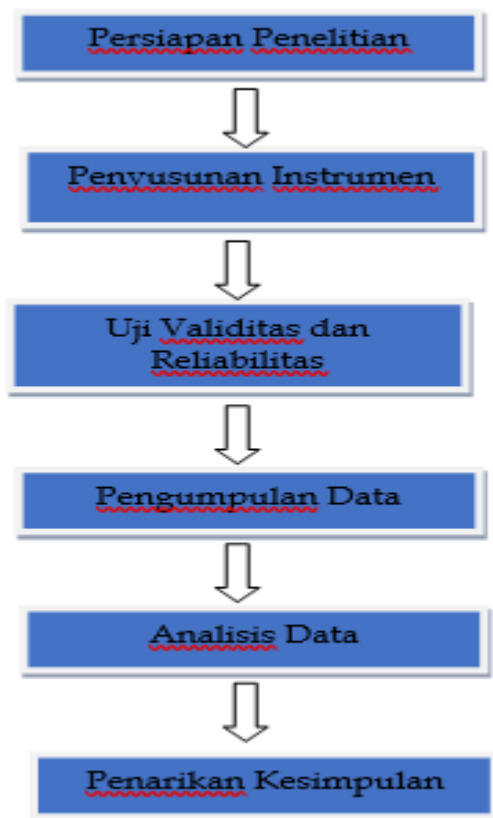 Persiapan Penelitian
Penyusunan Instrumen
Uji Validitas dan
Reliabilitas
Pengumpulan Data
Analisis Data
Penarikan Kesimpulan